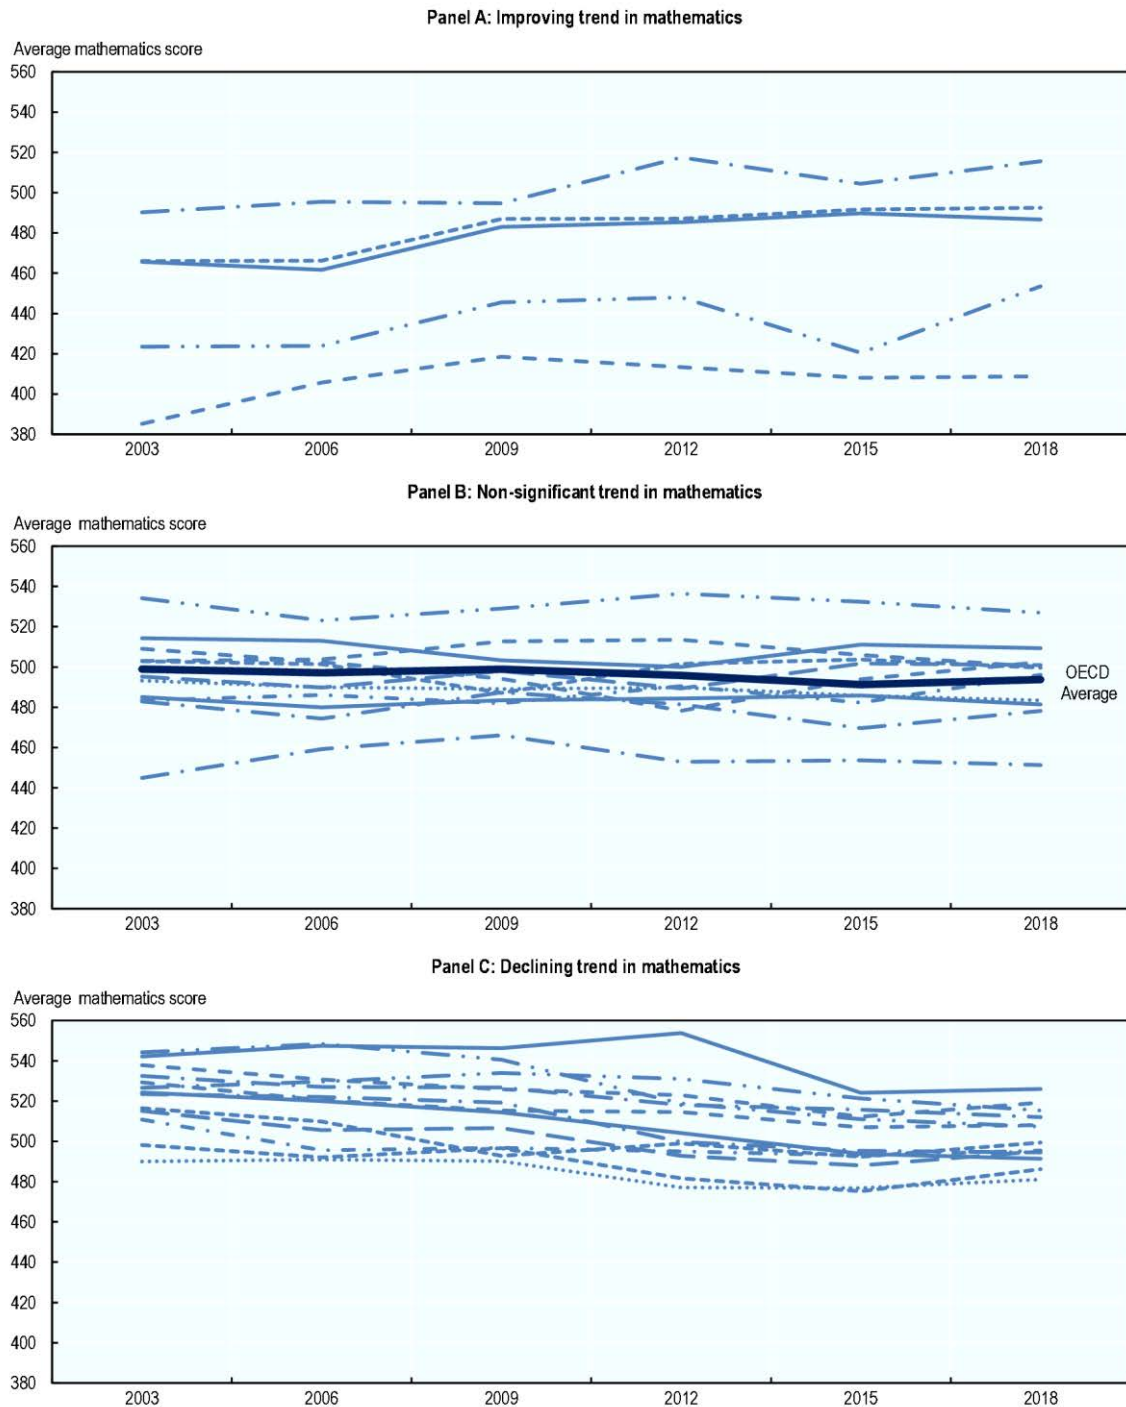 Panel A: Improving trend in mathematics
Average mathematics score
560
540
520
500
480
460
440
420
400
380
2003 2006 2009 2012 2015 2018
Panel B: Non-significant trend in mathematics
Average mathematics score
560
540
520
500
480
460
440
420
400
380
OECD
Average
2003 2006 2009 2012 2015 2018
Panel C: Declining trend in mathematics
Average mathematics score
560
540
520
500
480
460
440
420
400
380
2003 2006 2009 2012 2015 2018